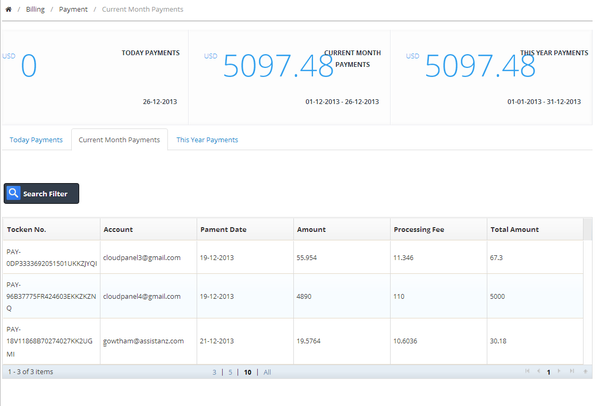 / Billing / Payment / Current Month Payments
USD 0 TODAY PAYMENTS
26-12-2013
USD 5097.48 CURRENT MONTH
PAYMENTS
01-12-2013 - 26-12-2013
USD 5097.48 THIS YEAR PAYMENTS
01-01-2013 - 31-12-2013
Today Payments Current Month Payments This Year Payments
Search Filter
Tocken No. Account Pament Date Amount Processing Fee Total Amount
PAY-
0DP3333692051501UKKZJYQI cloudpanel3@gmail.com 19-12-2013 55.954 11.346 67.3
PAY-
96B37775FR424603EKKZKZN cloudpanel4@gmail.com 19-12-2013 4890 110 5000
Q
PAY-
18V11868B70274027KK2UG gowtham@assistanz.com 21-12-2013 19.5764 10.6036 30.18
MI
1 - 3 of 3 items 3 | 5 | 10 | All 1